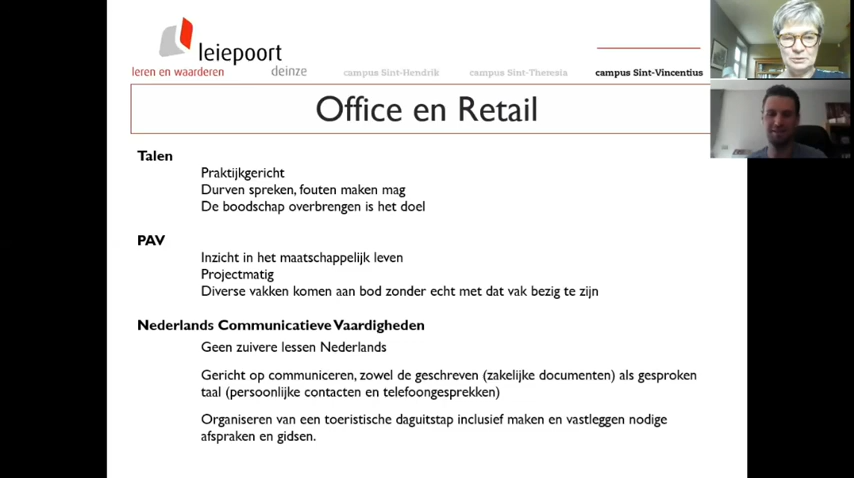 leiepoort
leren en waarderen deinze
campus Sint-Hendrik campus Sint-Theresia campus Sint-Vincentius
Office en Retail
Talen
Praktijkgericht
Durven spreken, fouten maken mag
De boodschap overbrengen is het doel
PAV
Inzicht in het maatschappelijk leven
Projectmatig
Diverse vakken komen aan bod zonder echt met dat vak bezig te zijn
Nederlands Communicatieve Vaardigheden
Geen zuivere lessen Nederlands
Gericht op communiceren, zowel de geschreven (zakelijke documenten) als gesproken
taal (persoonlijke contacten en telefoongesprekken)
Organiseren van een toeristische daguitstap inclusief maken en vastleggen nodige
afspraken en gidsen.